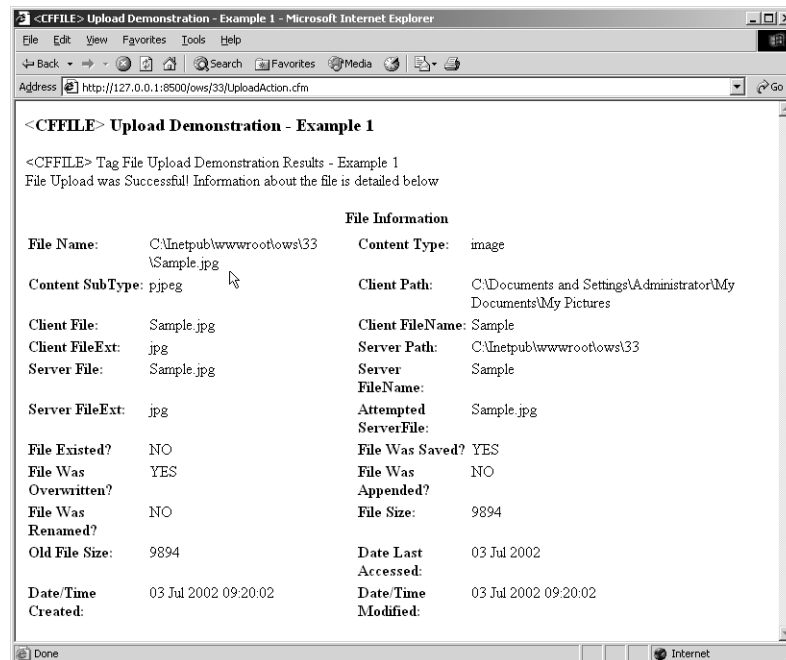 <CFFILE> Upload Demonstration - Example 1 - Microsoft Internet Explorer
File Edit View Favorites Tools Help
Back Search Favorites Media
Address http://127.0.0.1:8500/ows/33/UploadAction.cfm Go
<CFFILE> Upload Demonstration - Example 1
<CFFILE> Tag File Upload Demonstration Results - Example 1
File Upload was Successful! Information about the file is detailed below
File Information
File Name: C:\Inetpub\wwwroot\ows\33 Content Type: image
\Sample.jpg
Content SubType: pjpeg Client Path: C:\Documents and Settings\Administrator\My
Documents\My Pictures
Client File: Sample.jpg Client FileName: Sample
Client FileExt: jpg Server Path: C:\Inetpub\wwwroot\ows\33
Server File: Sample.jpg Server Sample
FileName:
Server FileExt: jpg Attempted Sample.jpg
ServerFile:
File Existed? NO File Was Saved? YES
File Was YES File Was NO
Overwritten? Appended?
File Was NO File Size: 9894
Renamed?
Old File Size: 9894 Date Last 03 Jul 2002
Accessed:
Date/Time 03 Jul 2002 09:20:02 Date/Time 03 Jul 2002 09:20:02
Created: Modified:
Done Internet